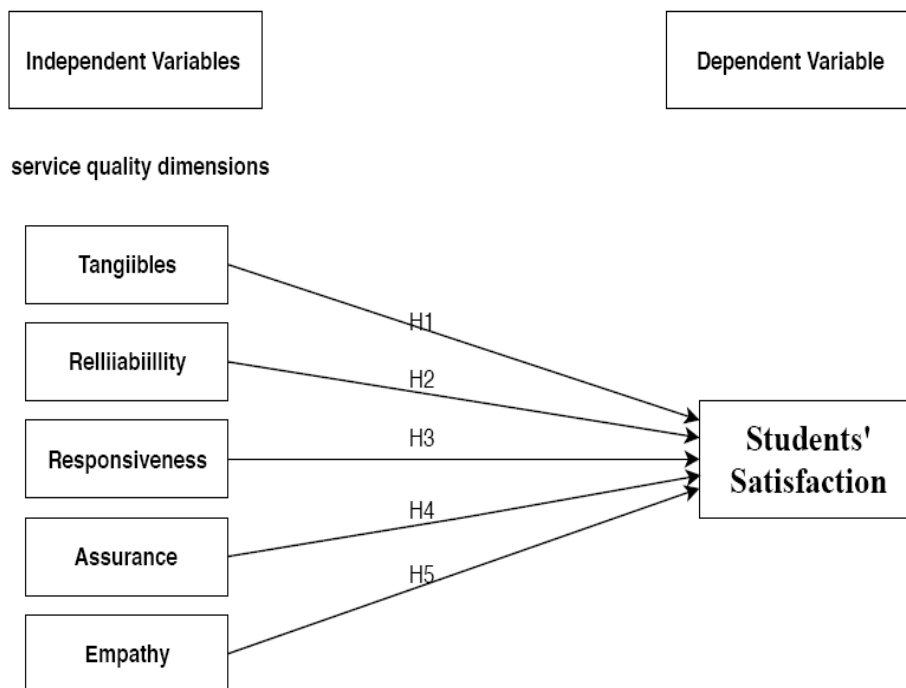 Independent Variables
Dependent Variable
service quality dimensions
Tangiibles
H1
Relliiabiillity
H2
Responsiveness
H3
Students'
Satisfaction
Assurance
H4
Empathy
H5